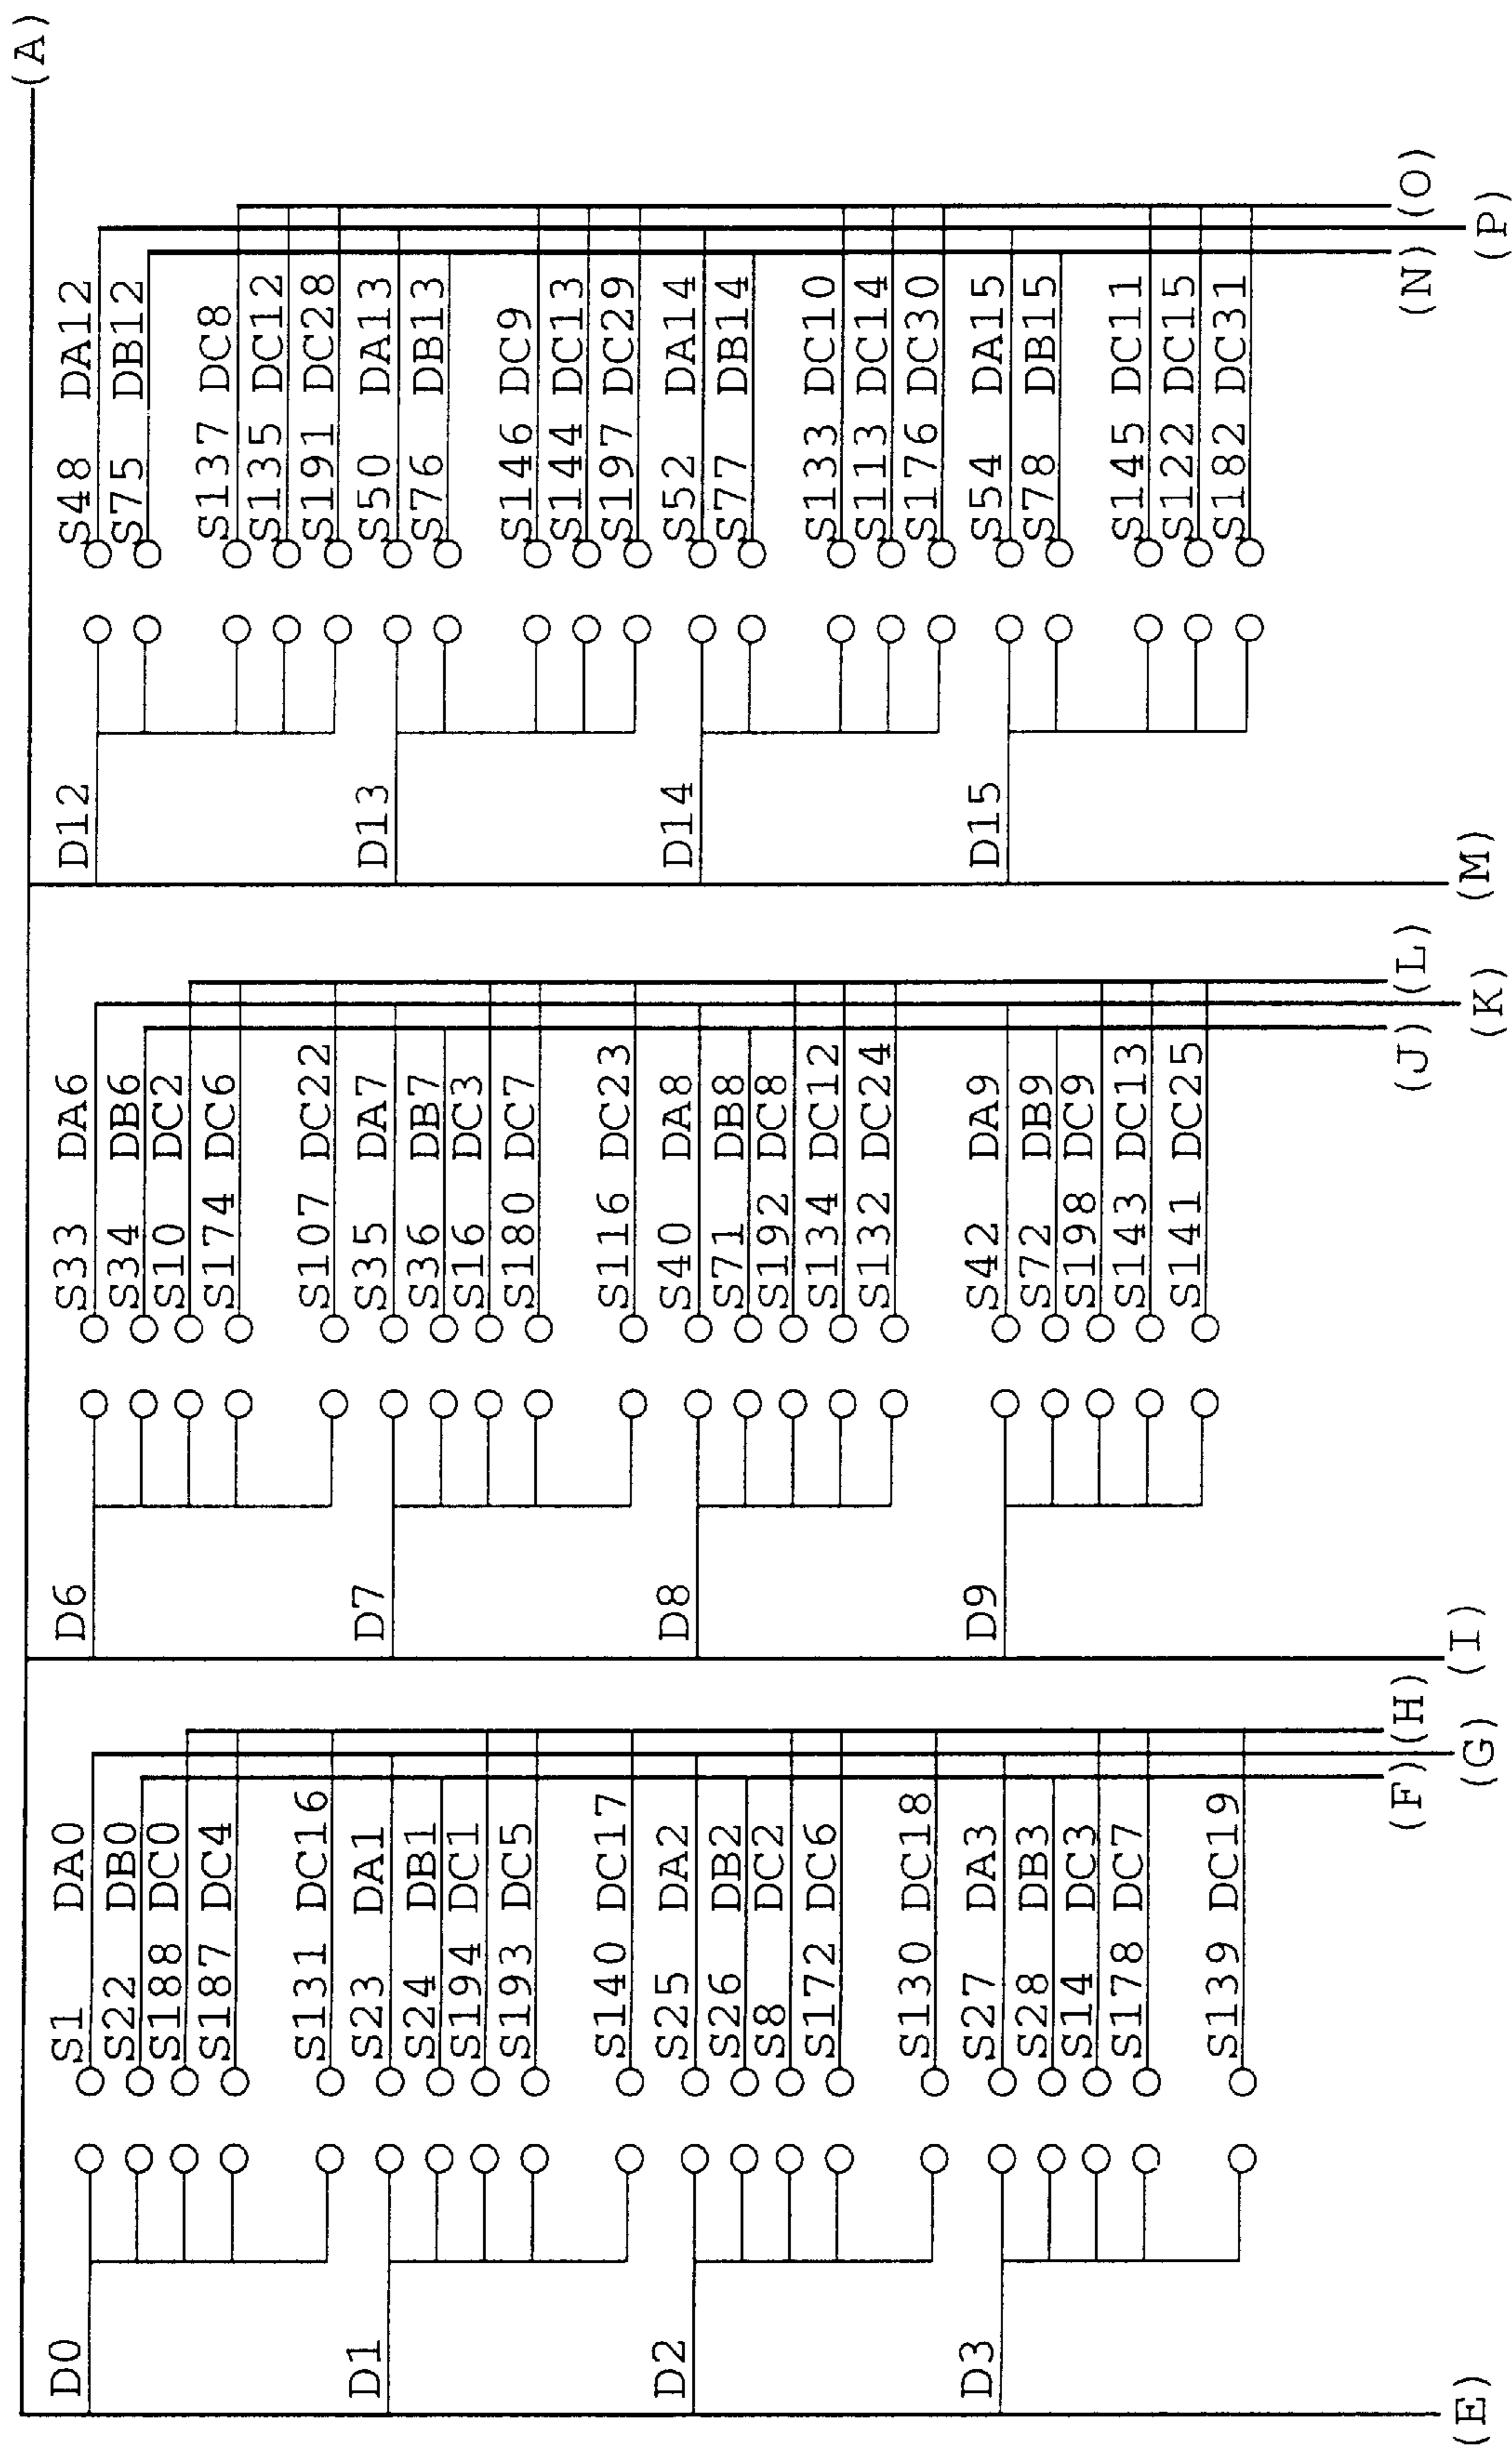 (A)
D0
S1 DA0
S22 DB0
S188 DC0
S187 DC4
S131 DC16
D1
S23 DA1
S24 DB1
S194 DC1
S193 DC5
S140 DC17
D2
S25 DA2
S26 DB2
S8 DC2
S172 DC6
S130 DC18
D3
S27 DA3
S28 DB3
S14 DC3
S178 DC7
S139 DC19
(E)
(F)
(H)
(G)
D6
S33 DA6
S34 DB6
S10 DC2
S174 DC6
S107 DC22
D7
S35 DA7
S36 DB7
S16 DC3
S180 DC7
S116 DC23
D8
S40 DA8
S71 DB8
S192 DC8
S134 DC12
S132 DC24
D9
S42 DA9
S72 DB9
S198 DC9
S143 DC13
S141 DC25
(I)
(J)
(L)
(K)
D12
S48 DA12
S75 DB12
S137 DC8
S135 DC12
S191 DC28
D13
S50 DA13
S76 DB13
S146 DC9
S144 DC13
S197 DC29
D14
S52 DA14
S77 DB14
S133 DC10
S113 DC14
S176 DC30
D15
S54 DA15
S78 DB15
S145 DC11
S122 DC15
S182 DC31
(M)
(N)
(O)
(P)